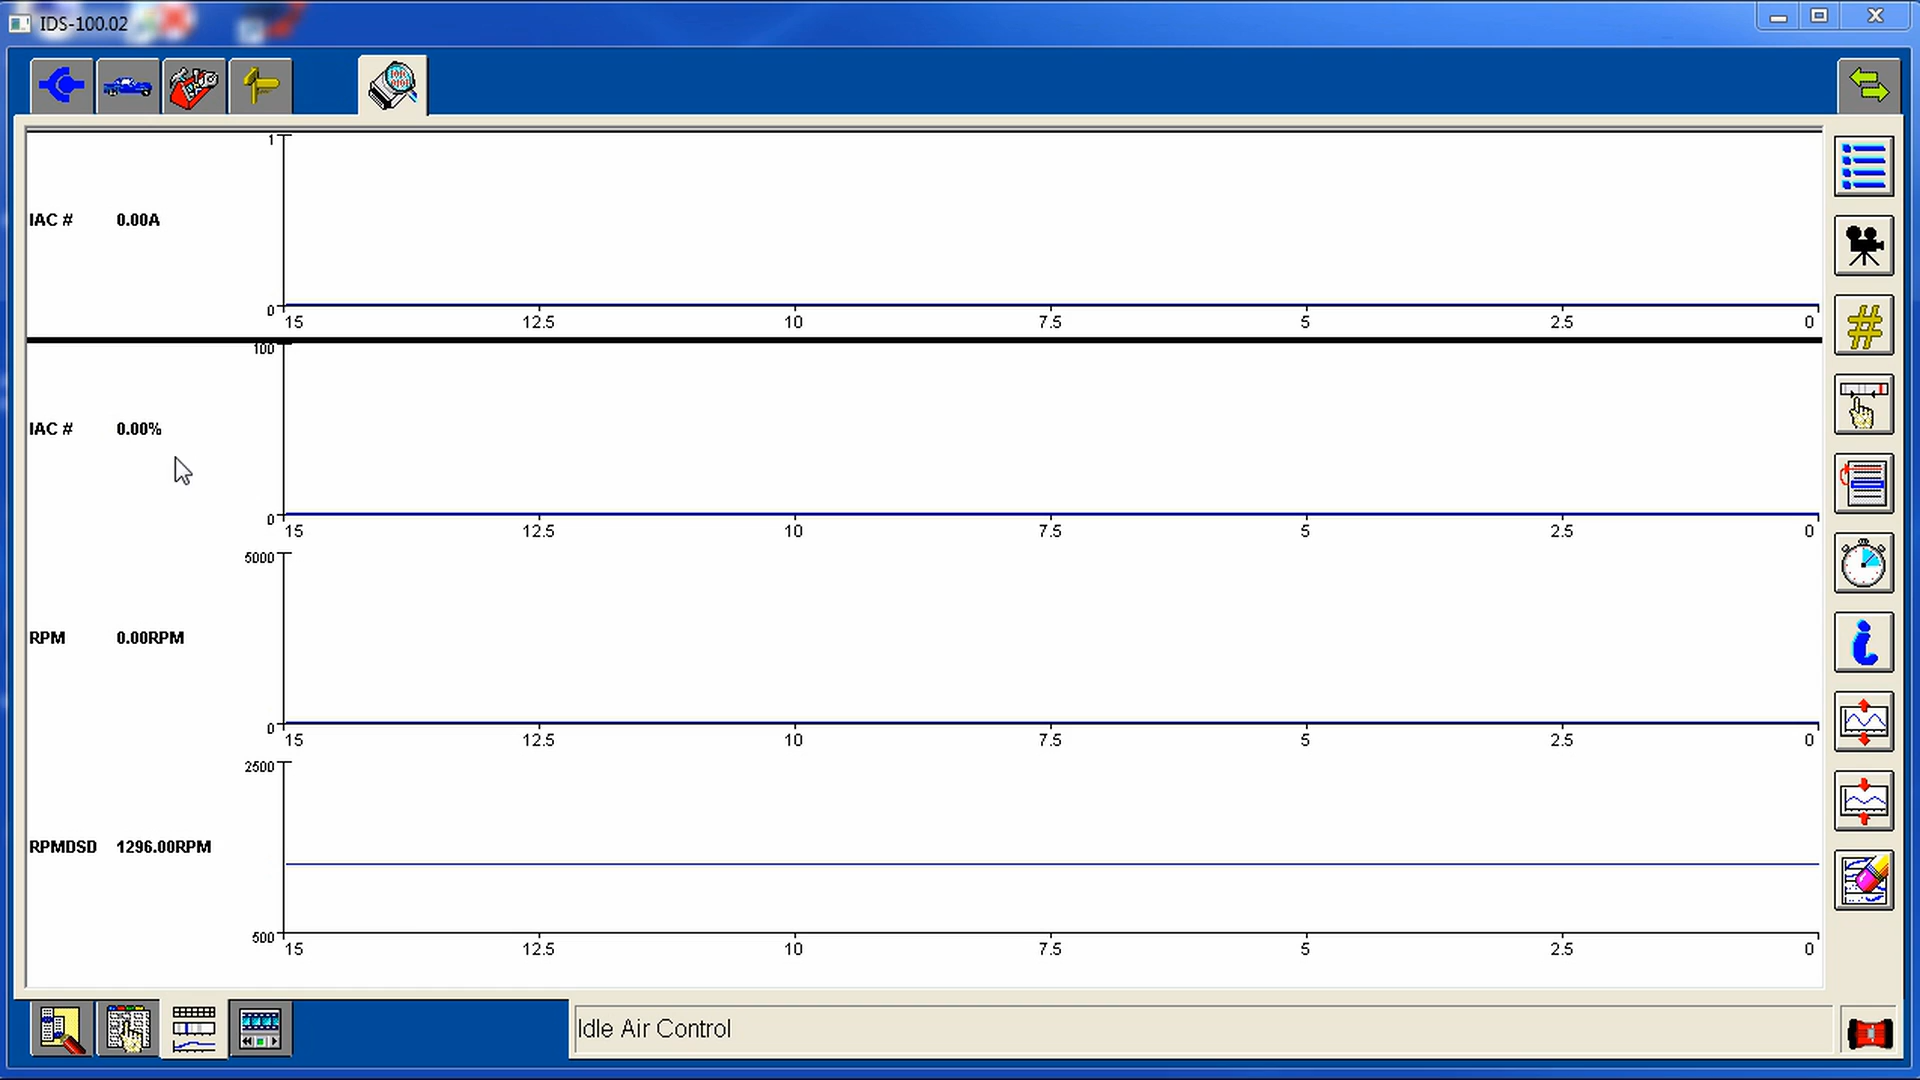 IDS-100.02
1
IAC # 0.00A
0
15 12.5 10 7.5 5 2.5 0
100
IAC # 0.00%
0
15 12.5 10 7.5 5 2.5 0
5000
RPM 0.00RPM
0
15 12.5 10 7.5 5 2.5 0
2500
RPMDSD 1296.00RPM
500
15 12.5 10 7.5 5 2.5 0
Idle Air Control